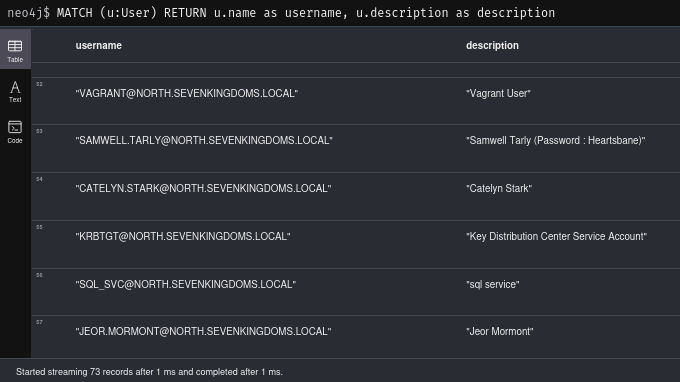 neo4j$ MATCH (u:User) RETURN u.name as username, u.description as description
username description
Table
52 "VAGRANT@NORTH.SEVENKINGDOMS.LOCAL" "Vagrant User"
Text
53 "SAMWELL.TARLY@NORTH.SEVENKINGDOMS.LOCAL" "Samwell Tarly (Password : Heartsbane)"
Code
54 "CATELYN.STARK@NORTH.SEVENKINGDOMS.LOCAL" "Catelyn Stark"
55 "KRBTGT@NORTH.SEVENKINGDOMS.LOCAL" "Key Distribution Center Service Account"
56 "SQL_SVC@NORTH.SEVENKINGDOMS.LOCAL" "sql service"
57 "JEOR.MORMONT@NORTH.SEVENKINGDOMS.LOCAL" "Jeor Mormont"
Started streaming 73 records after 1 ms and completed after 1 ms.